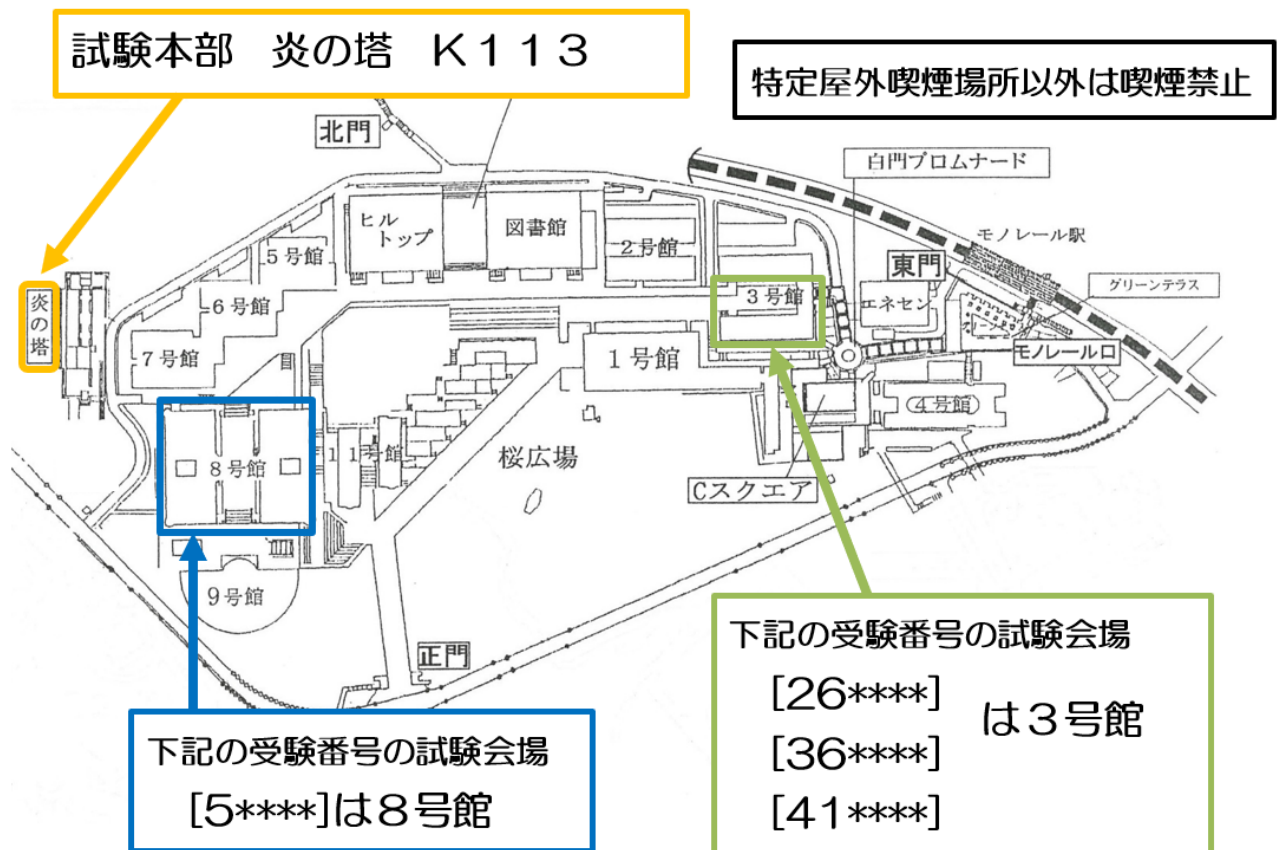 試験本部　炎の塔　K113
特定屋外喫煙場所以外は喫煙禁止
北門
白門プロムナード
モノレール駅
ヒル
トップ
図書館
2号館
5号館
東門
グリーンテラス
炎の塔
6号館
3号館
エネセン
7号館
1号館
モノレール口
4号館
8号館
11号館
桜広場
Cスクエア
9号館
正門
下記の受験番号の試験会場
[26****]
[36****]
[41****]
は3号館
下記の受験番号の試験会場
[5****]は8号館